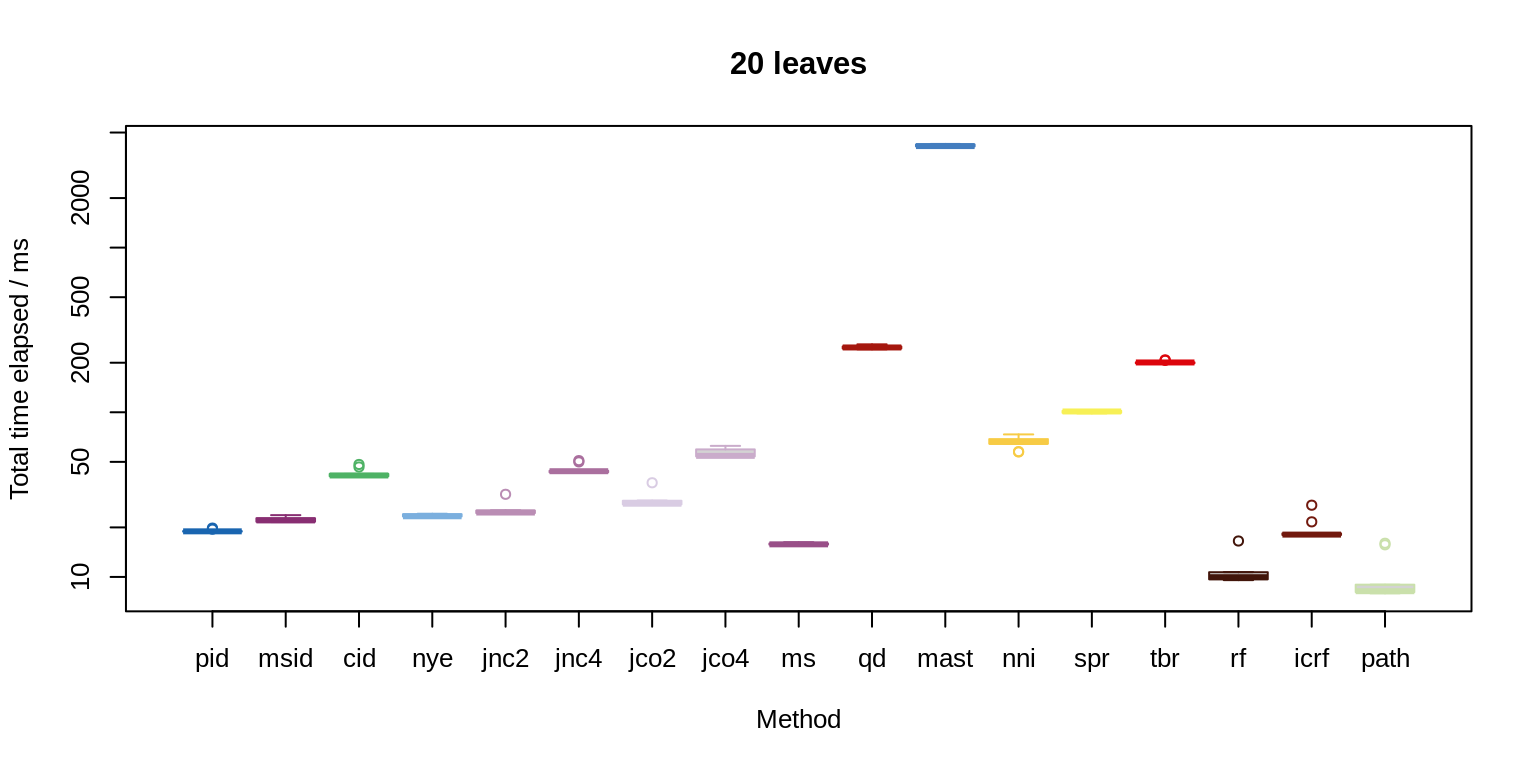 20 leaves
Total time elapsed / ms
2000
500
200
50
10
pid msid cid nye jnc2 jnc4 jco2 jco4 ms qd mast nni spr tbr rf icrf path
Method